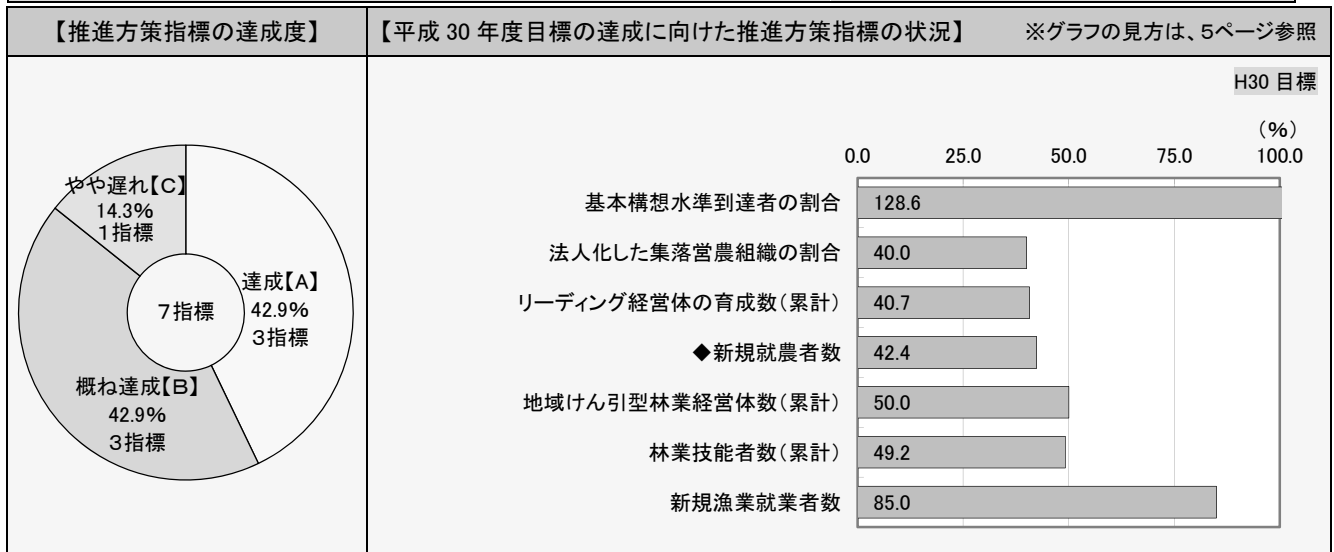 【推進方策指標の達成度】
【平成 30 年度目標の達成に向けた推進方策指標の状況】 ※グラフの見方は、5ページ参照
やや遅れ【C】
14.3%
1指標
達成【A】
42.9%
3指標
7指標
概ね達成【B】
42.9%
3指標
H30 目標
(%)
0.0 25.0 50.0 75.0 100.0
基本構想水準到達者の割合 128.6
法人化した集落営農組織の割合 40.0
リーディング経営体の育成数(累計) 40.7
◆新規就農者数 42.4
地域けん引型林業経営体数(累計) 50.0
林業技能者数(累計) 49.2
新規漁業就業者数 85.0